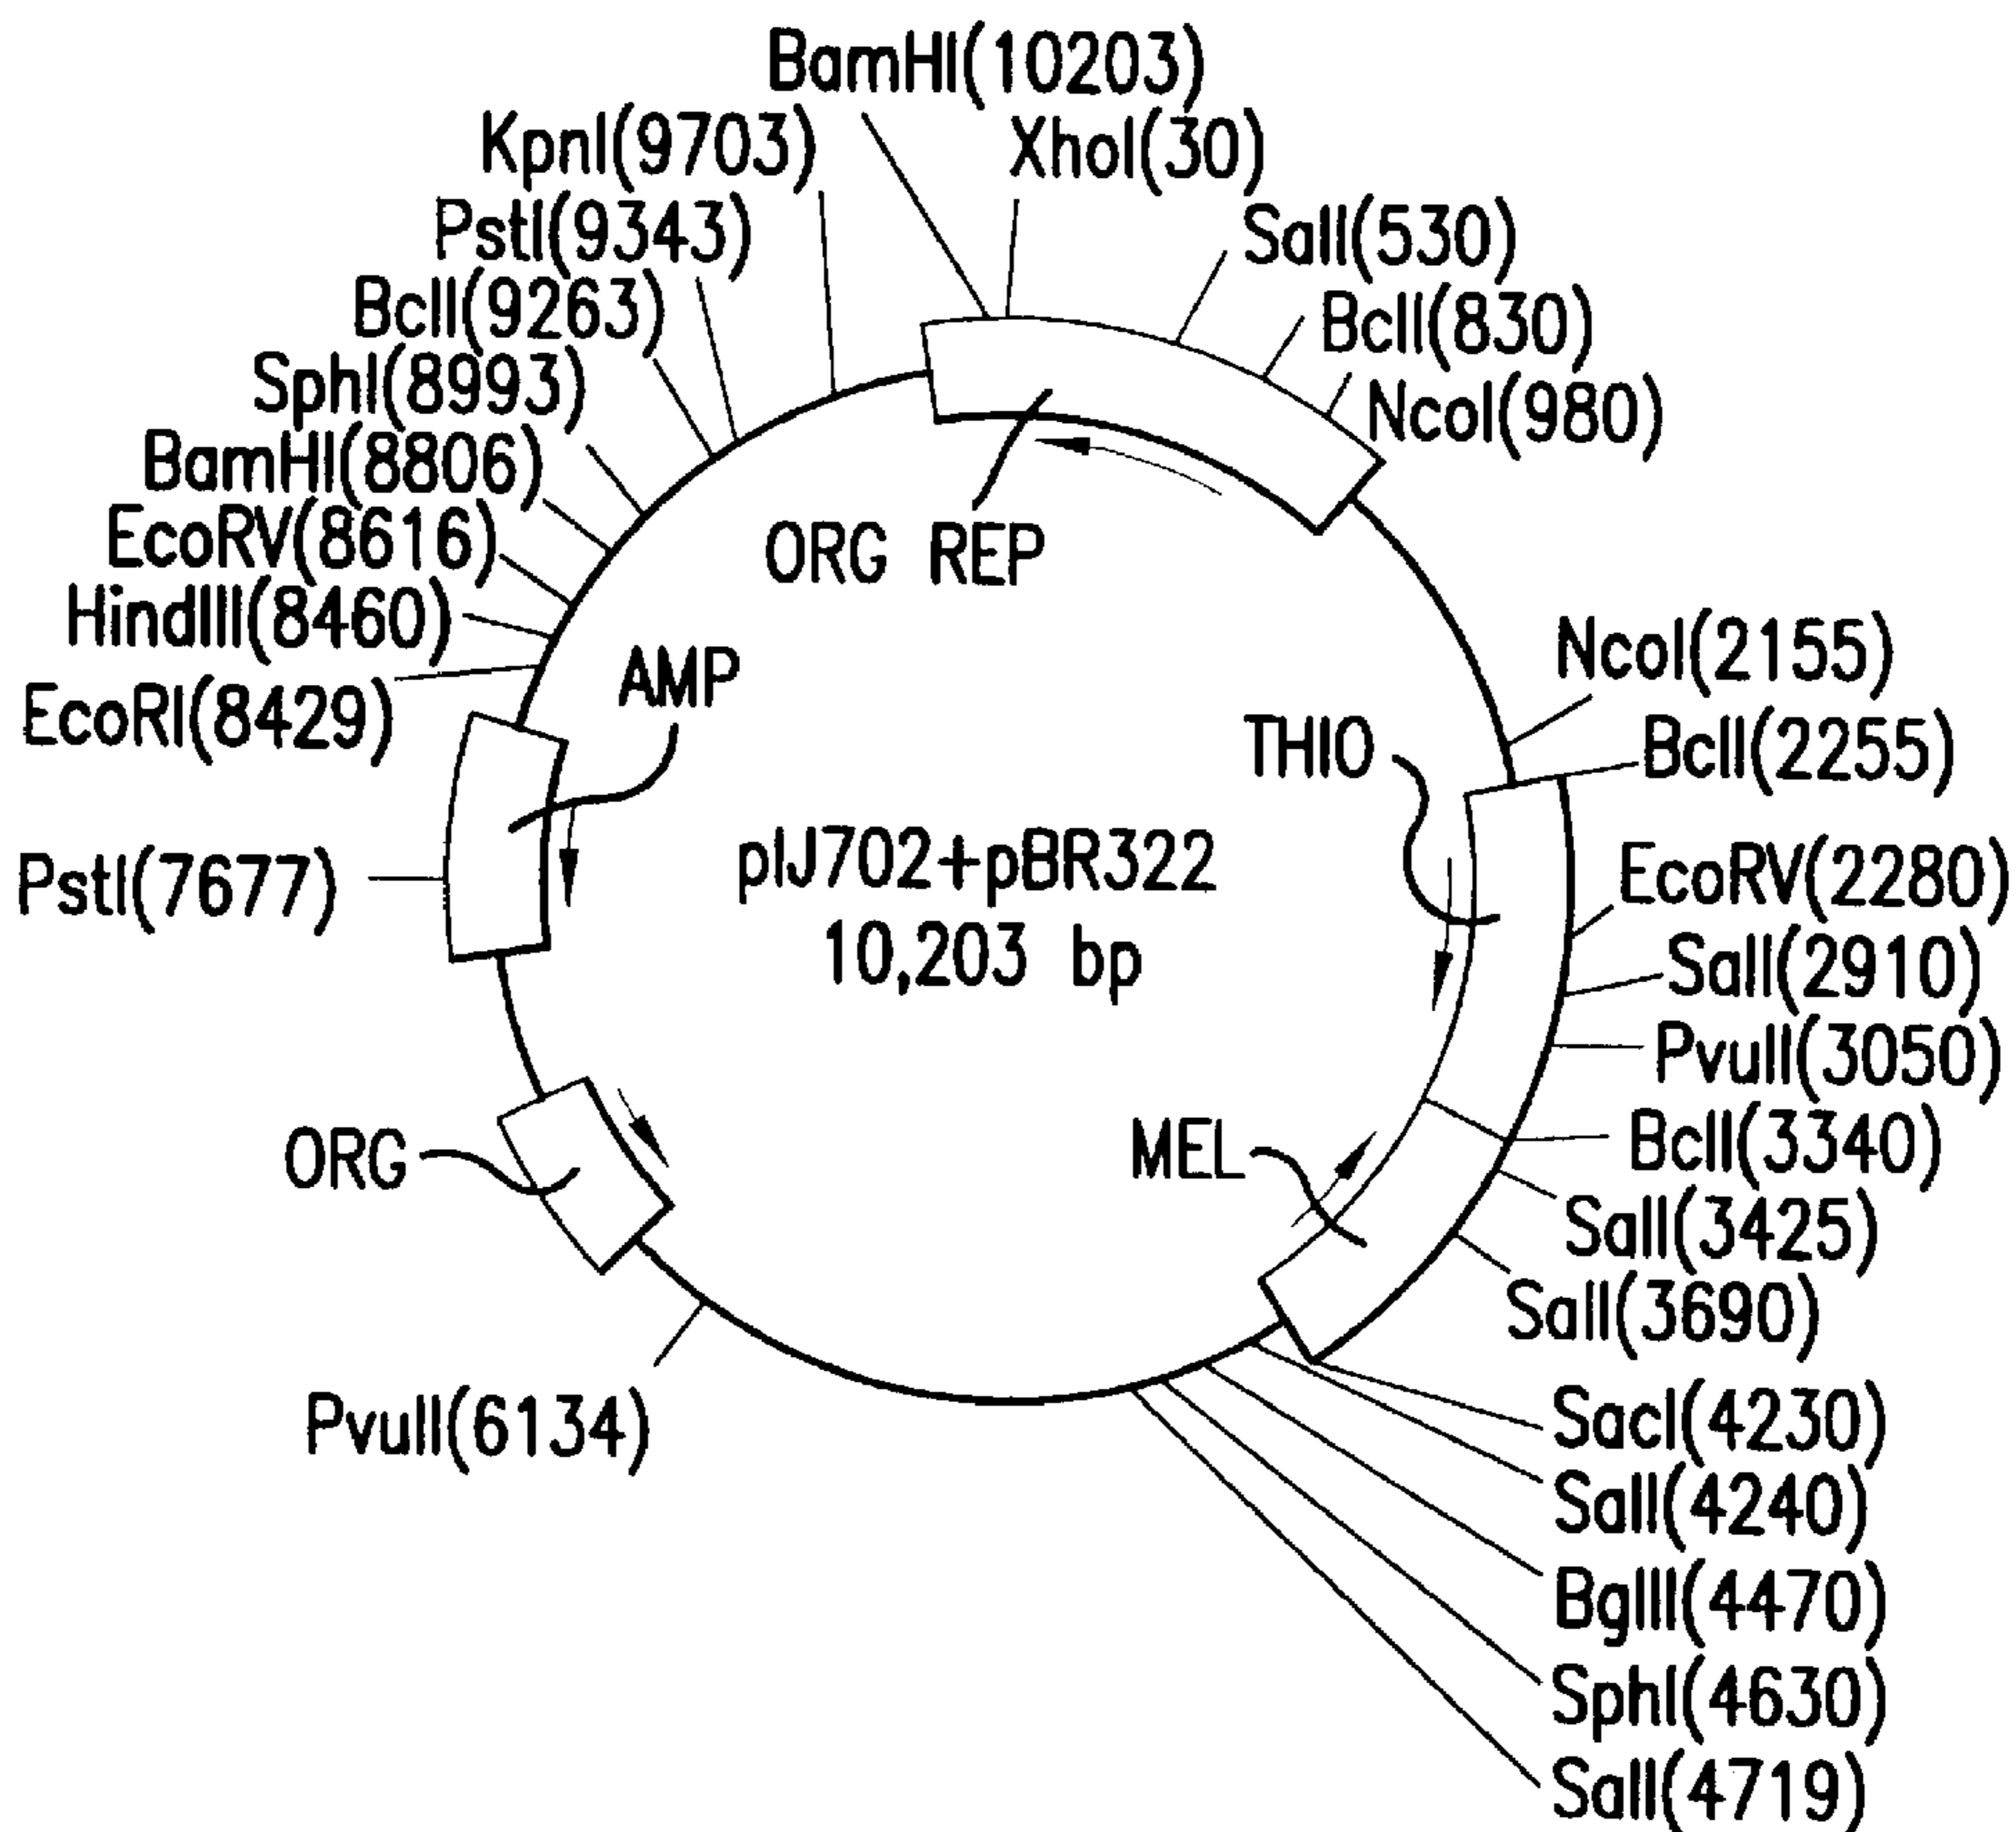 BamHI(10203)
KpnI(9703)
XhoI(30)
PstI(9343)
SalI(530)
BclI(9263)
BclI(830)
SphI(8993)
NcoI(980)
BamHI(8806)
EcoRV(8616)
ORG REP
HindIII(8460)
NcoI(2155)
AMP
EcoRI(8429)
THIO
BclI(2255)
pIJ702+pBR322
10,203 bp
PstI(7677)
EcoRV(2280)
SalI(2910)
PvuII(3050)
ORG
MEL
BclI(3340)
SalI(3425)
SalI(3690)
PvuII(6134)
SacI(4230)
SalI(4240)
BglII(4470)
SphI(4630)
SalI(4719)